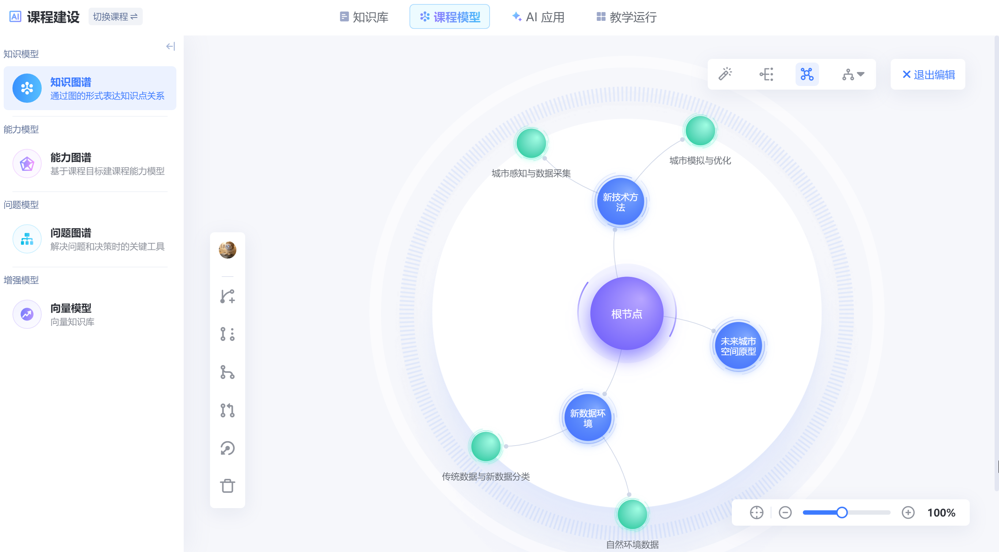 AI 课程建设 切换课程
知识库 课程模型 AI 应用 教学运行
知识模型
知识图谱
通过图的形式表达知识点关系
能力模型
能力图谱
基于课程目标建课程能力模型
问题模型
问题图谱
解决问题和决策时的关键工具
增强模型
向量模型
向量知识库
退出编辑
城市模拟与优化
城市感知与数据采集
新技术方
法
根节点
未来城市
空间原型
新数据环
境
传统数据与新数据分类
自然环境数据
100%